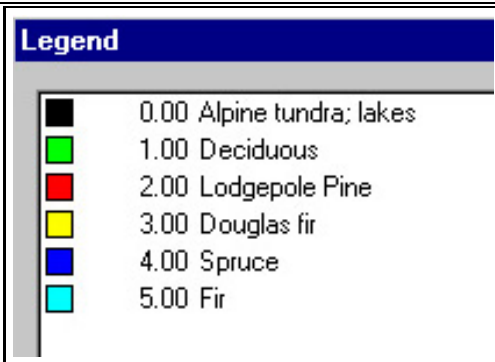 Legend
0.00 Alpine tundra; lakes
1.00 Deciduous
2.00 Lodgepole Pine
3.00 Douglas fir
4.00 Spruce
5.00 Fir